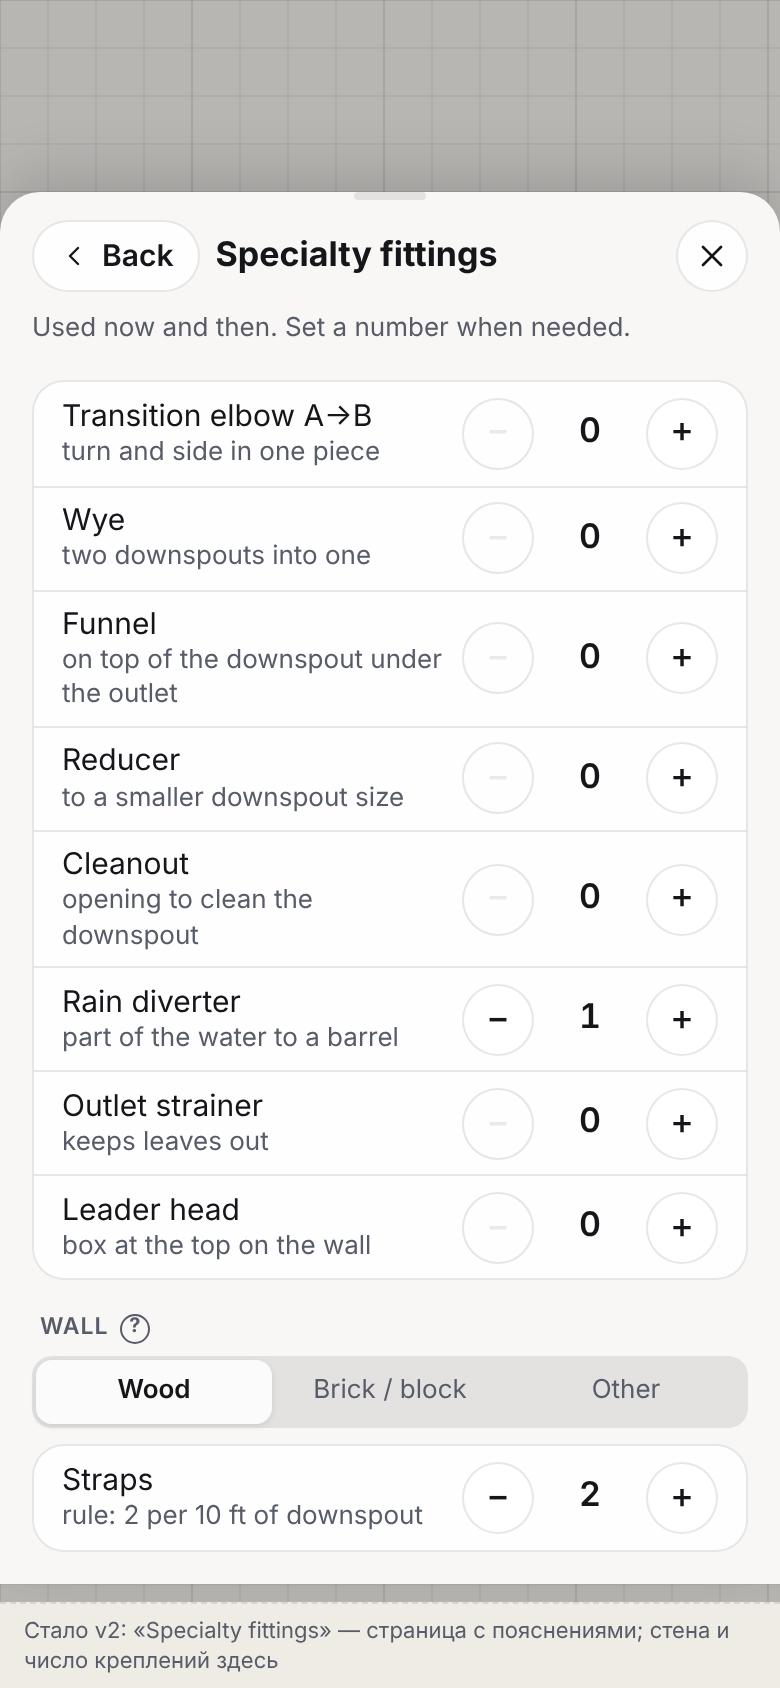 Back Specialty fittings
Used now and then. Set a number when needed.
Transition elbow A→B
turn and side in one piece
− 0 +
Wye
two downspouts into one
− 0 +
Funnel
on top of the downspout under
the outlet
− 0 +
Reducer
to a smaller downspout size
− 0 +
Cleanout
opening to clean the
downspout
− 0 +
Rain diverter
part of the water to a barrel
− 1 +
Outlet strainer
keeps leaves out
− 0 +
Leader head
box at the top on the wall
− 0 +
WALL ?
Wood Brick / block Other
Straps
rule: 2 per 10 ft of downspout
− 2 +
Стало v2: «Specialty fittings» — страница с пояснениями; стена и
число креплений здесь